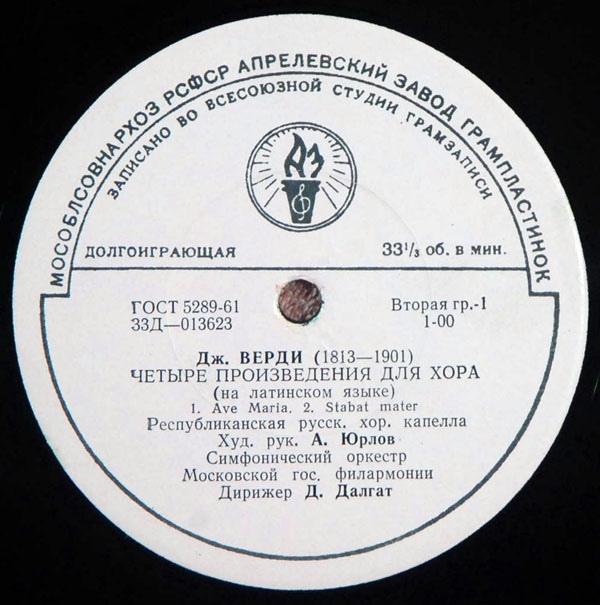 МОСОБЛСОВНАРХОЗ РСФСР АПРЕЛЕВСКИЙ ЗАВОД ГРАМПЛАСТИНОК
ЗАПИСАНО ВО ВСЕСОЮЗНОЙ СТУДИИ ГРАМЗАПИСИ
АЗ
ДОЛГОИГРАЮЩАЯ 33 1/3 об. в мин.
ГОСТ 5289-61 Вторая гр.-1
33Д—013623 1-00
Дж. ВЕРДИ (1813—1901)
ЧЕТЫРЕ ПРОИЗВЕДЕНИЯ ДЛЯ ХОРА
(на латинском языке)
1. Ave Maria. 2. Stabat mater
Республиканская русск. хор. капелла
Худ. рук. А. Юрлов
Симфонический оркестр
Московской гос. филармонии
Дирижер Д. Далгат